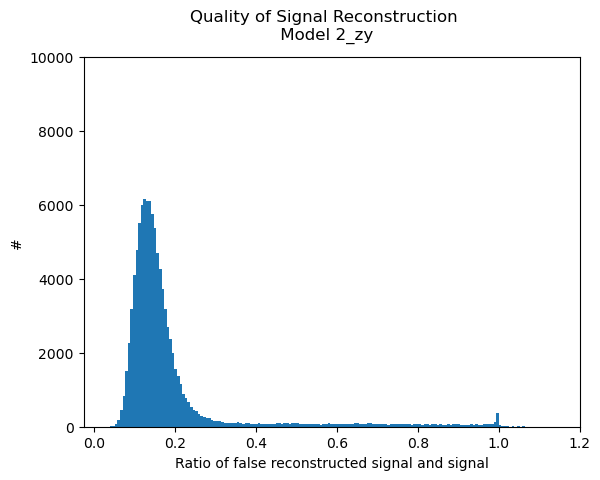 Quality of Signal Reconstruction
Model 2_zy
10000
8000
6000
4000
2000
0
#
0.0 0.2 0.4 0.6 0.8 1.0 1.2
Ratio of false reconstructed signal and signal